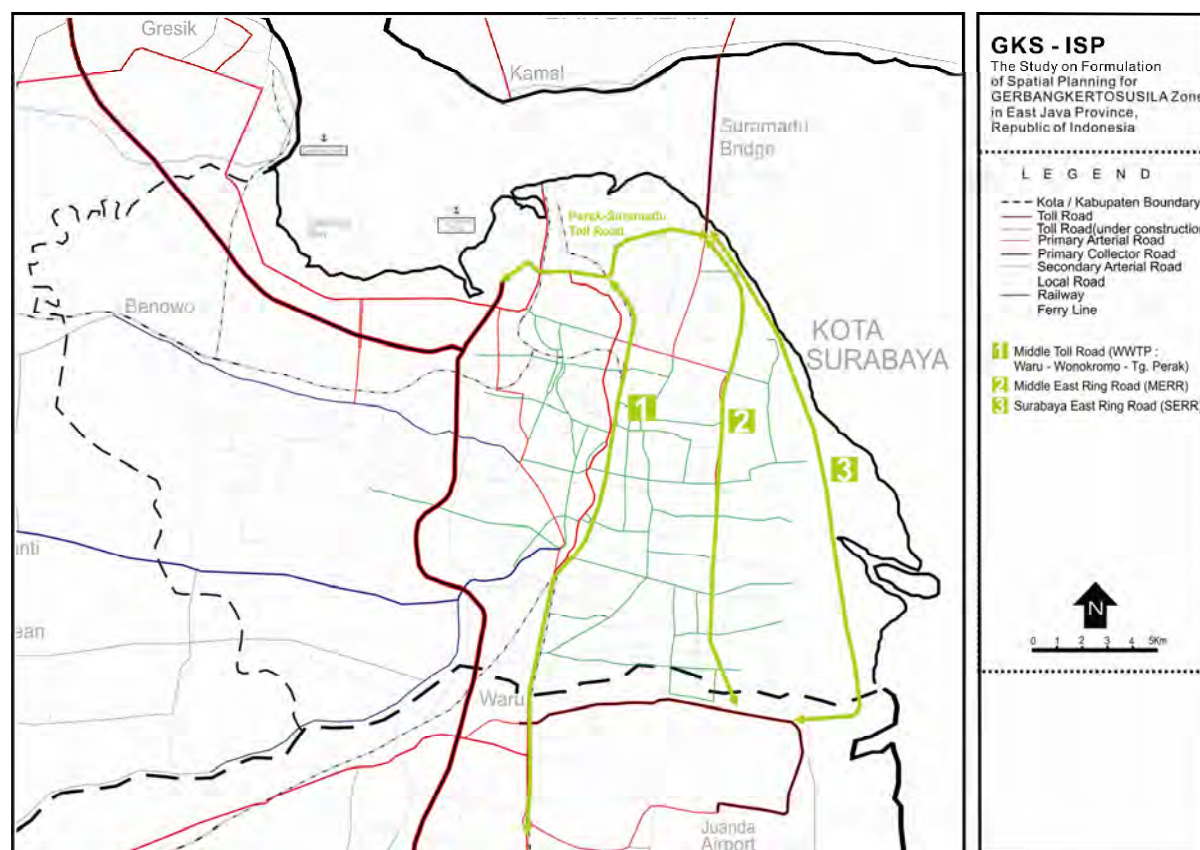 Gresik
Kamal
Suramadu
Bridge
Perak-Suramadu
Toll Road
Benowo
KOTA
SURABAYA
1
2
3
Waru
Juanda
Airport
GKS - ISP
The Study on Formulation
of Spatial Planning for
GERBANGKERTOSUSILA Zone
in East Java Province,
Republic of Indonesia
L E G E N D
Kota / Kabupaten Boundary
Toll Road
Toll Road(under construction
Primary Arterial Road
Primary Collector Road
Secondary Arterial Road
Local Road
Railway
Ferry Line
1 Middle Toll Road (WWTP :
Waru - Wonokromo - Tg. Perak)
2 Middle East Ring Road (MERR)
3 Surabaya East Ring Road (SERR)
N
0 1 2 3 4 5Km